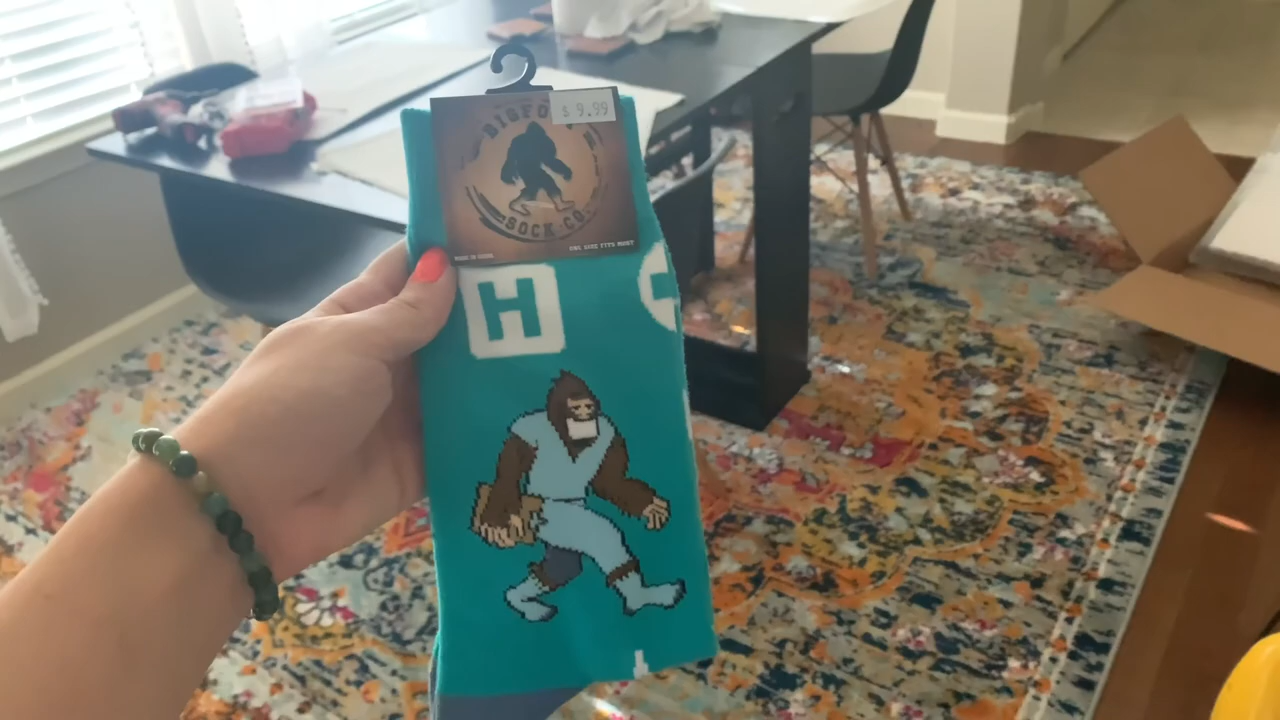 $ 9.99
BIGFOOT
SOCK CO.
ONE SIZE FITS MOST
H